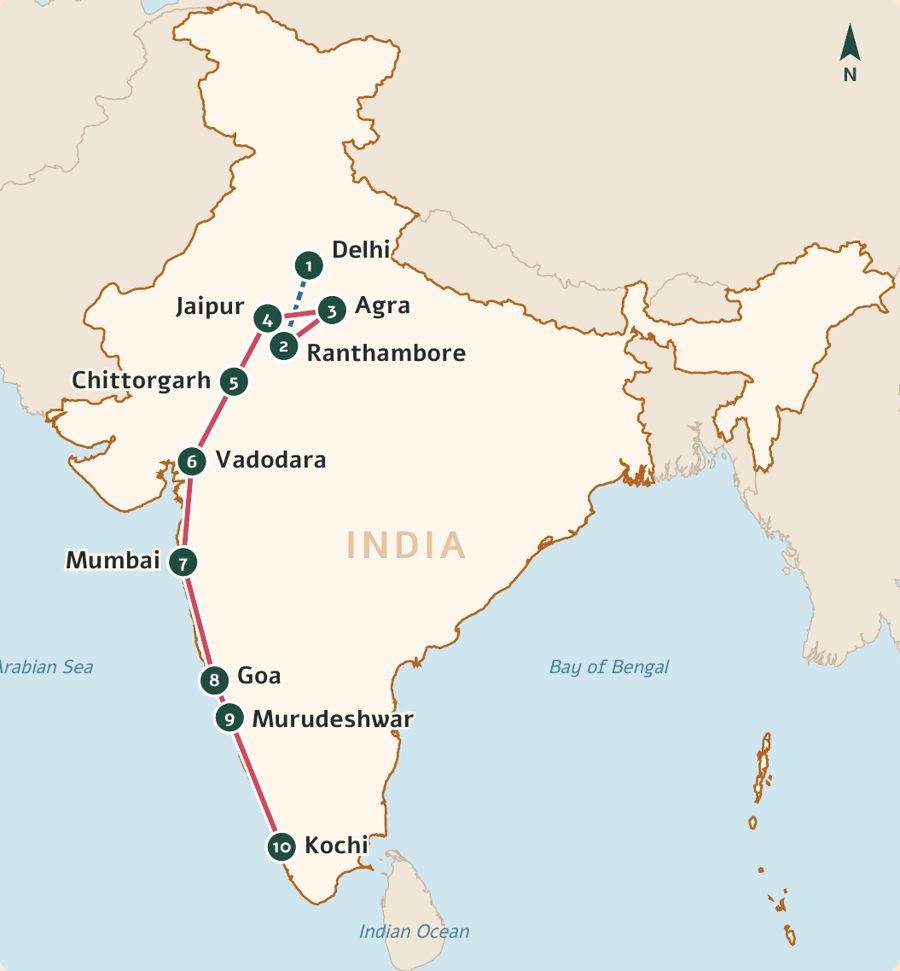 N
1 Delhi
Jaipur 4
3 Agra
2 Ranthambore
Chittorgarh 5
6 Vadodara
INDIA
Mumbai 7
Arabian Sea
Bay of Bengal
8 Goa
9 Murudeshwar
10 Kochi
Indian Ocean